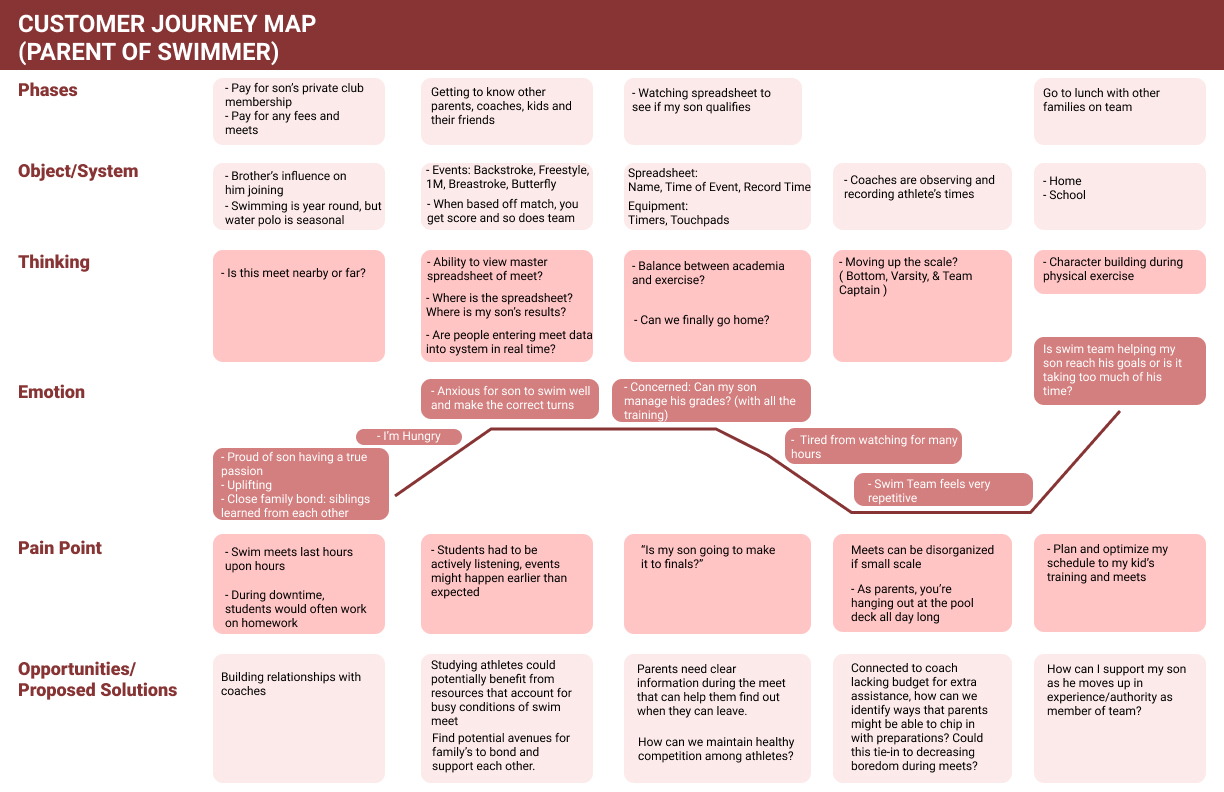 CUSTOMER JOURNEY MAP
(PARENT OF SWIMMER)
Phases
- Pay for son’s private club
membership
- Pay for any fees and
meets
Getting to know other
parents, coaches, kids and
their friends
- Watching spreadsheet to
see if my son qualifies
Go to lunch with other
families on team
Object/System
- Brother’s influence on
him joining
- Swimming is year round, but
water polo is seasonal
- Events: Backstroke, Freestyle,
1M, Breastroke, Butterfly
- When based off match, you
get score and so does team
Spreadsheet:
Name, Time of Event, Record Time
Equipment:
Timers, Touchpads
- Coaches are observing and
recording athlete’s times
- Home
- School
Thinking
- Is this meet nearby or far?
- Ability to view master
spreadsheet of meet?
- Where is the spreadsheet?
Where is my son’s results?
- Are people entering meet data
into system in real time?
- Balance between academia
and exercise?
- Can we finally go home?
- Moving up the scale?
( Bottom, Varsity, & Team
Captain )
- Character building during
physical exercise
Emotion
- Proud of son having a true
passion
- Uplifting
- Close family bond: siblings
learned from each other
- I’m Hungry
- Anxious for son to swim well
and make the correct turns
- Concerned: Can my son
manage his grades? (with all the
training)
- Tired from watching for many
hours
- Swim Team feels very
repetitive
Is swim team helping my
son reach his goals or is it
taking too much of his
time?
Pain Point
- Swim meets last hours
upon hours
- During downtime,
students would often work
on homework
- Students had to be
actively listening, events
might happen earlier than
expected
“Is my son going to make
it to finals?”
Meets can be disorganized
if small scale
- As parents, you’re
hanging out at the pool
deck all day long
- Plan and optimize my
schedule to my kid’s
training and meets
Opportunities/
Proposed Solutions
Building relationships with
coaches
Studying athletes could
potentially benefit from
resources that account for
busy conditions of swim
meet
Find potential avenues for
family’s to bond and
support each other.
Parents need clear
information during the meet
that can help them find out
when they can leave.
How can we maintain healthy
competition among athletes?
Connected to coach
lacking budget for extra
assistance, how can we
identify ways that parents
might be able to chip in
with preparations? Could
this tie-in to decreasing
boredom during meets?
How can I support my son
as he moves up in
experience/authority as
member of team?